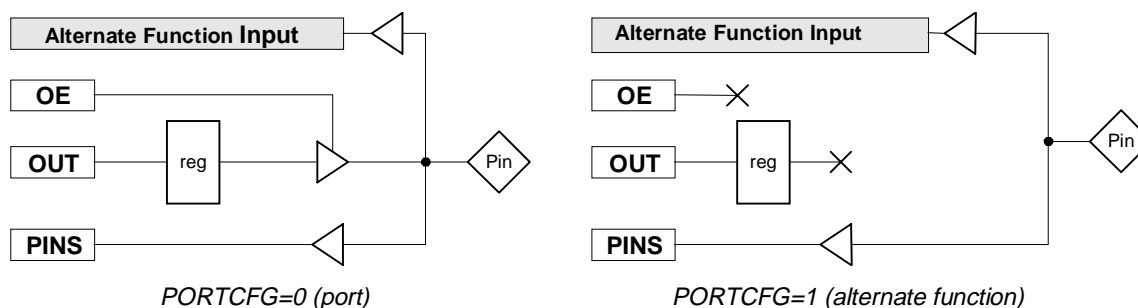 Alternate Function Input
OE
OUT
reg
Pin
PINS
PORTCFG=0 (port)
Alternate Function Input
OE
OUT
reg
Pin
PINS
PORTCFG=1 (alternate function)